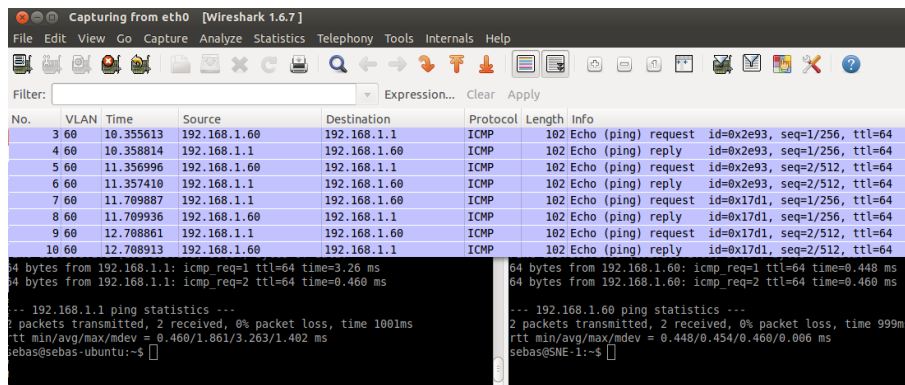 Capturing from eth0 [Wireshark 1.6.7 ]
File Edit View Go Capture Analyze Statistics Telephony Tools Internals Help
Filter: Expression... Clear Apply
No. VLAN Time Source Destination Protocol Length Info
3 60 10.355613 192.168.1.60 192.168.1.1 ICMP 102 Echo (ping) request id=0x2e93, seq=1/256, ttl=64
4 60 10.358814 192.168.1.1 192.168.1.60 ICMP 102 Echo (ping) reply id=0x2e93, seq=1/256, ttl=64
5 60 11.356996 192.168.1.60 192.168.1.1 ICMP 102 Echo (ping) request id=0x2e93, seq=2/512, ttl=64
6 60 11.357410 192.168.1.1 192.168.1.60 ICMP 102 Echo (ping) reply id=0x2e93, seq=2/512, ttl=64
7 60 11.709887 192.168.1.1 192.168.1.60 ICMP 102 Echo (ping) request id=0x17d1, seq=1/256, ttl=64
8 60 11.709936 192.168.1.60 192.168.1.1 ICMP 102 Echo (ping) reply id=0x17d1, seq=1/256, ttl=64
9 60 12.708861 192.168.1.1 192.168.1.60 ICMP 102 Echo (ping) request id=0x17d1, seq=2/512, ttl=64
10 60 12.708913 192.168.1.60 192.168.1.1 ICMP 102 Echo (ping) reply id=0x17d1, seq=2/512, ttl=64
64 bytes from 192.168.1.1: icmp_req=1 ttl=64 time=3.26 ms
64 bytes from 192.168.1.1: icmp_req=2 ttl=64 time=0.460 ms
--- 192.168.1.1 ping statistics ---
2 packets transmitted, 2 received, 0% packet loss, time 1001ms
rtt min/avg/max/mdev = 0.460/1.861/3.263/1.402 ms
sebas@sebas-ubuntu:~$
64 bytes from 192.168.1.60: icmp_req=1 ttl=64 time=0.448 ms
64 bytes from 192.168.1.60: icmp_req=2 ttl=64 time=0.460 ms
--- 192.168.1.60 ping statistics ---
2 packets transmitted, 2 received, 0% packet loss, time 999m
rtt min/avg/max/mdev = 0.448/0.454/0.460/0.006 ms
sebas@SNE-1:~$